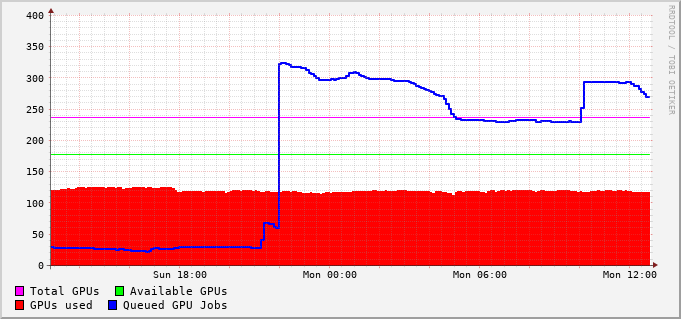 400
350
300
250
200
150
100
50
0
Sun 18:00 Mon 00:00 Mon 06:00 Mon 12:00
Total GPUs Available GPUs
GPUs used Queued GPU Jobs
RRDTOOL / TOBI OETIKER